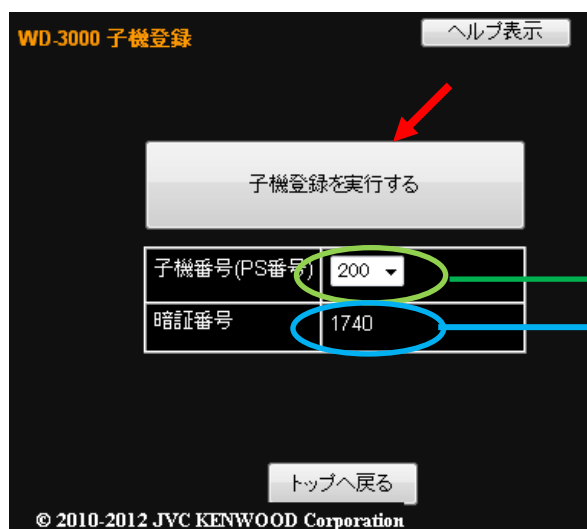 WD-3000 子機登録
ヘルプ表示
子機登録を実行する
子機番号(PS番号) 200
暗証番号 1740
トップへ戻る
© 2010-2012 JVC KENWOOD Corporation